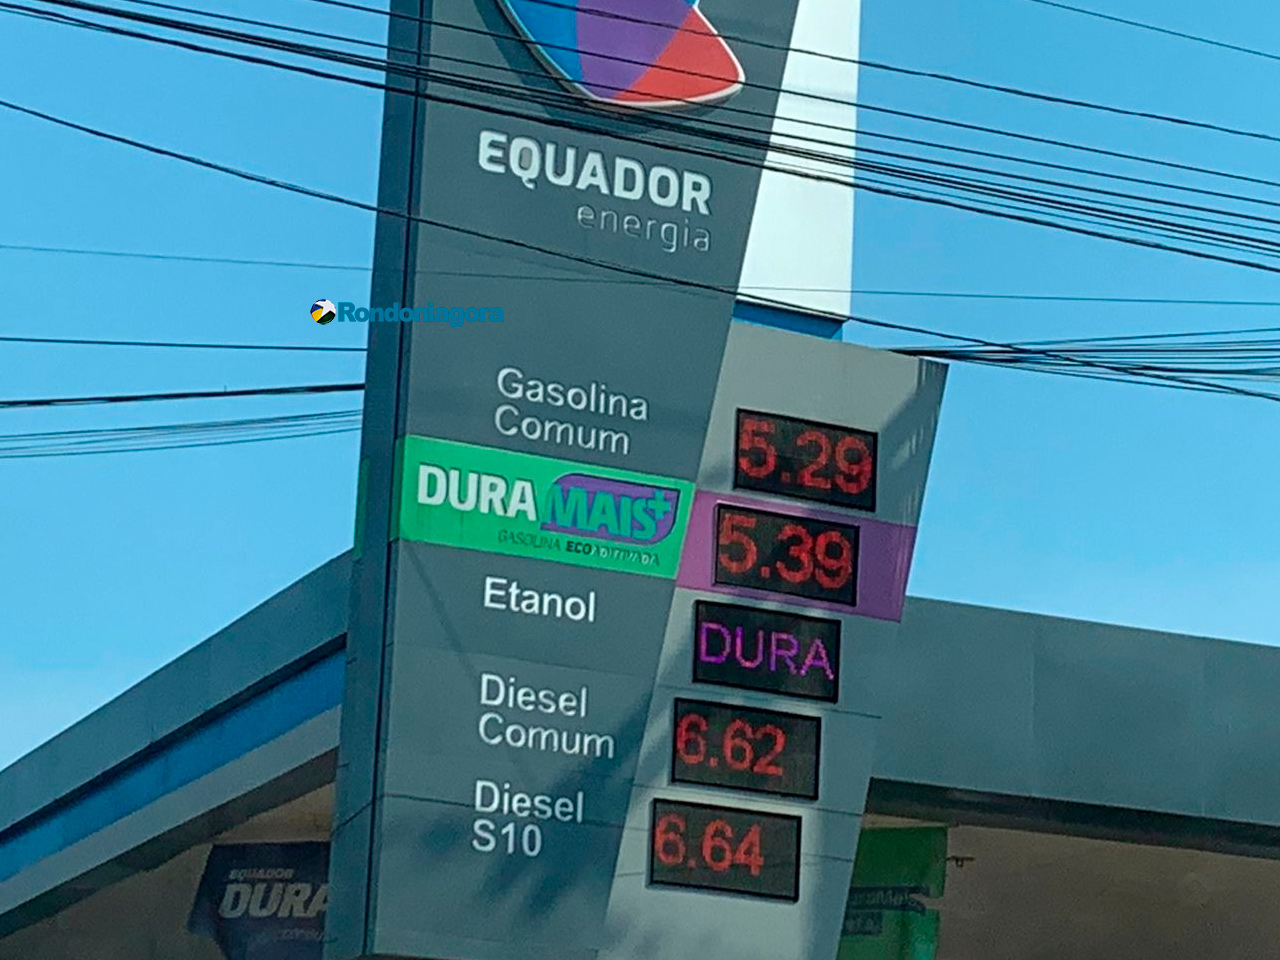 EQUADOR
energia
Rondoniagora
Gasolina
Comum
5.29
DURA MAIS+
GASOLINA ECOADITIVADA
5.39
Etanol
DURA
Diesel
Comum
6.62
Diesel
S10
6.64
EQUADOR
DURA